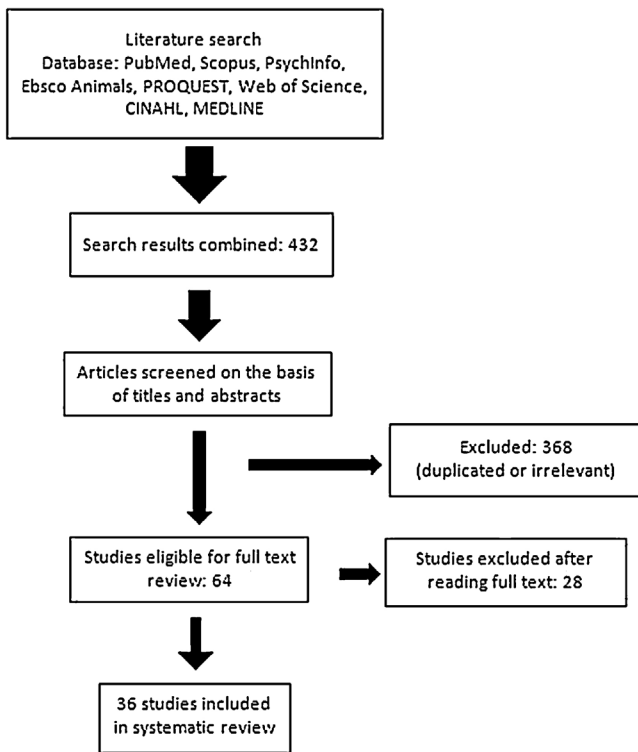 Literature search
Database: PubMed, Scopus, PsychInfo,
Ebsco Animals, PROQUEST, Web of Science,
CINAHL, MEDLINE
Search results combined: 432
Articles screened on the basis
of titles and abstracts
Excluded: 368
(duplicated or irrelevant)
Studies eligible for full text
review: 64
Studies excluded after
reading full text: 28
36 studies included
in systematic review